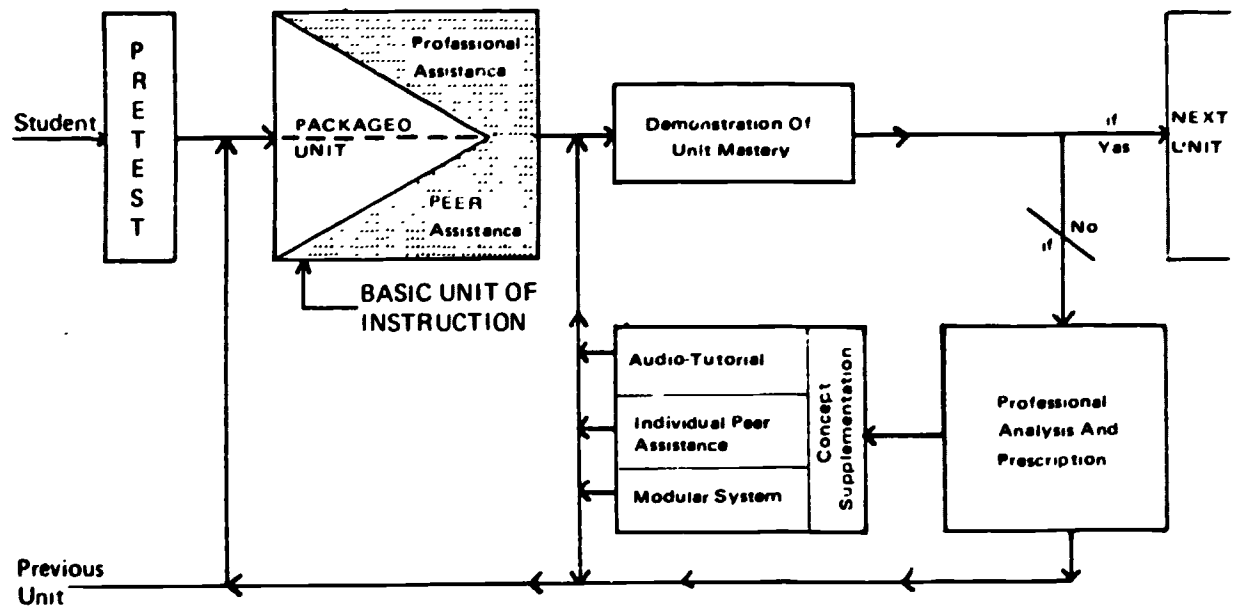 Student
P
R
E
T
E
S
T
Professional
Assistance
PACKAGEO
UNIT
PEER
Assistance
BASIC UNIT OF
INSTRUCTION
Demonstration Of
Unit Mastery
if
Yas
NEXT
UNIT
if No
Audio-Tutorial
Individual Peer
Assistance
Modular System
Concept
Supplementation
Professional
Analysis And
Prescription
Previous
Unit